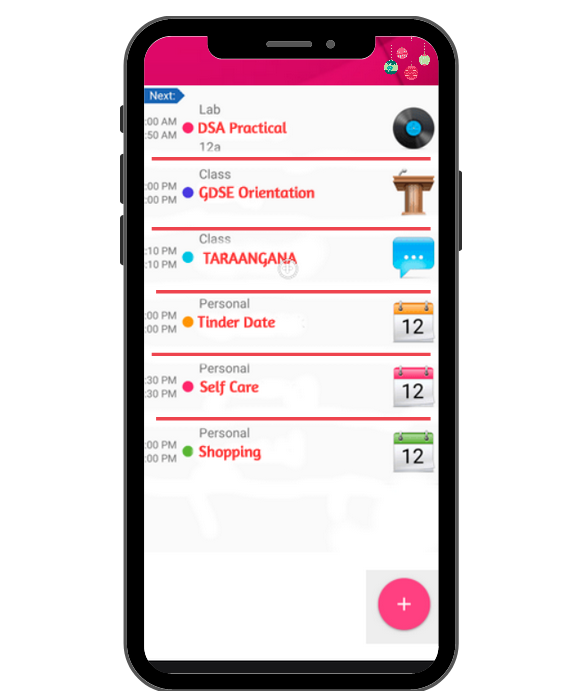 Next:
Lab
:00 AM
DSA Practical
:50 AM
12a
Class
:00 PM
GDSE Orientation
:00 PM
Class
:10 PM
TARAANGANA
:10 PM
Personal
:00 PM
Tinder Date
:00 PM
12
Personal
:30 PM
Self Care
:30 PM
12
Personal
:00 PM
Shopping
:00 PM
12
+